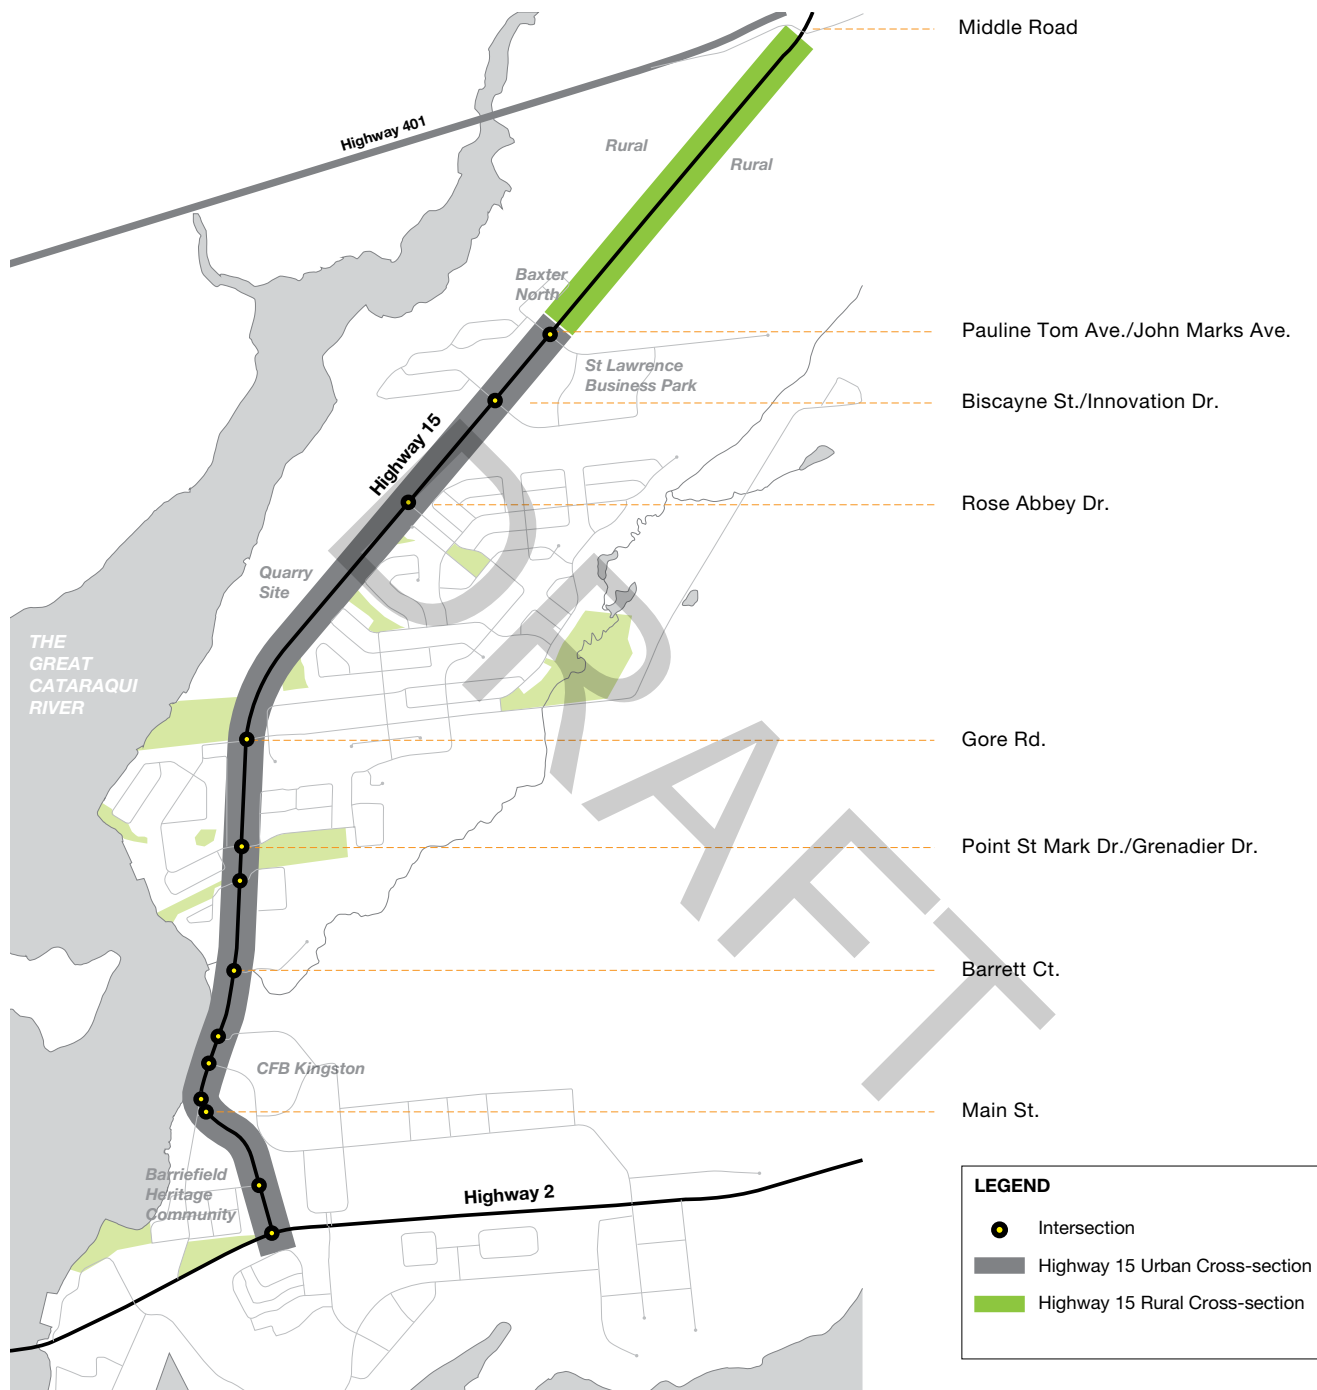 Middle Road
Highway 401
Rural
Rural
Baxter
North
Pauline Tom Ave./John Marks Ave.
St Lawrence
Business Park
Biscayne St./Innovation Dr.
Highway 15
Rose Abbey Dr.
Quarry
Site
THE
GREAT
CATARAQUI
RIVER
Gore Rd.
DRAFT
Point St Mark Dr./Grenadier Dr.
Barrett Ct.
CFB Kingston
Main St.
Barriefield
Heritage
Community
Highway 2
LEGEND
Intersection
Highway 15 Urban Cross-section
Highway 15 Rural Cross-section